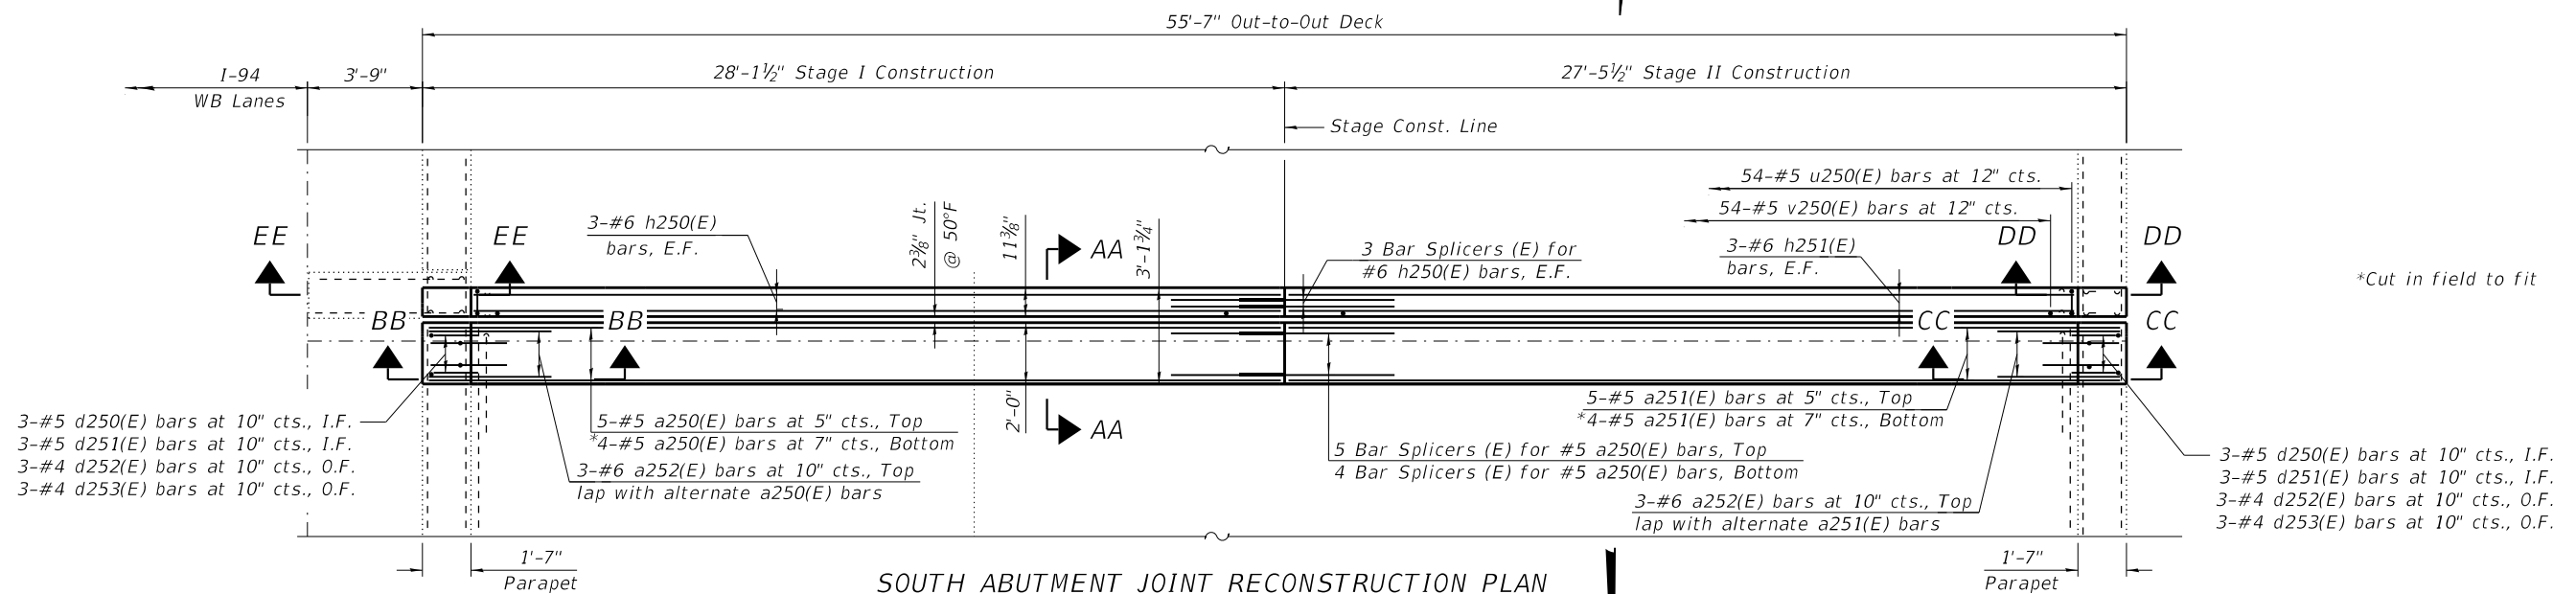 55'-7" Out-to-Out Deck
I-94
WB Lanes
3'-9"
28'-1½" Stage I Construction
27'-5½" Stage II Construction
Stage Const. Line
54-#5 u250(E) bars at 12" cts.
54-#5 v250(E) bars at 12" cts.
3-#6 h250(E)
bars, E.F.
2⅜" Jt.
@ 50°F
11⅜"
3'-1¾"
AA
3 Bar Splicers (E) for
#6 h250(E) bars, E.F.
3-#6 h251(E)
bars, E.F.
EE
EE
DD
DD
*Cut in field to fit
BB
BB
CC
CC
3-#5 d250(E) bars at 10" cts., I.F.
3-#5 d251(E) bars at 10" cts., I.F.
3-#4 d252(E) bars at 10" cts., O.F.
3-#4 d253(E) bars at 10" cts., O.F.
5-#5 a250(E) bars at 5" cts., Top
*4-#5 a250(E) bars at 7" cts., Bottom
3-#6 a252(E) bars at 10" cts., Top
lap with alternate a250(E) bars
2'-0"
AA
5-#5 a251(E) bars at 5" cts., Top
*4-#5 a251(E) bars at 7" cts., Bottom
5 Bar Splicers (E) for #5 a250(E) bars, Top
4 Bar Splicers (E) for #5 a250(E) bars, Bottom
3-#6 a252(E) bars at 10" cts., Top
lap with alternate a251(E) bars
3-#5 d250(E) bars at 10" cts., I.F.
3-#5 d251(E) bars at 10" cts., I.F.
3-#4 d252(E) bars at 10" cts., O.F.
3-#4 d253(E) bars at 10" cts., O.F.
1'-7"
Parapet
1'-7"
Parapet
SOUTH ABUTMENT JOINT RECONSTRUCTION PLAN